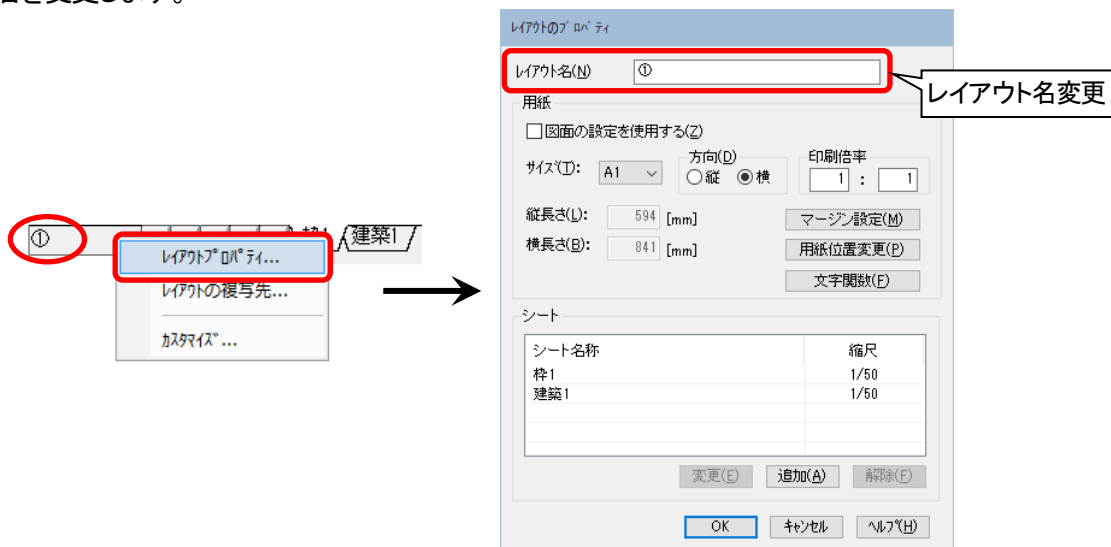 を変更します。
①
建築1
レイアウトプロパティ...
レイアウトの複写先...
カスタマイズ...
レイアウトのプロパティ
レイアウト名(N) ①
レイアウト名変更
用紙
図面の設定を使用する(Z)
サイズ(T): A1 方向(D) 縦 横 印刷倍率 1 : 1
縦長さ(L): 594 [mm] マージン設定(M)
横長さ(B): 841 [mm] 用紙位置変更(P)
文字関数(F)
シート
シート名称 縮尺
枠1 1/50
建築1 1/50
変更(E) 追加(A) 解除(F)
OK キャンセル ヘルプ(H)